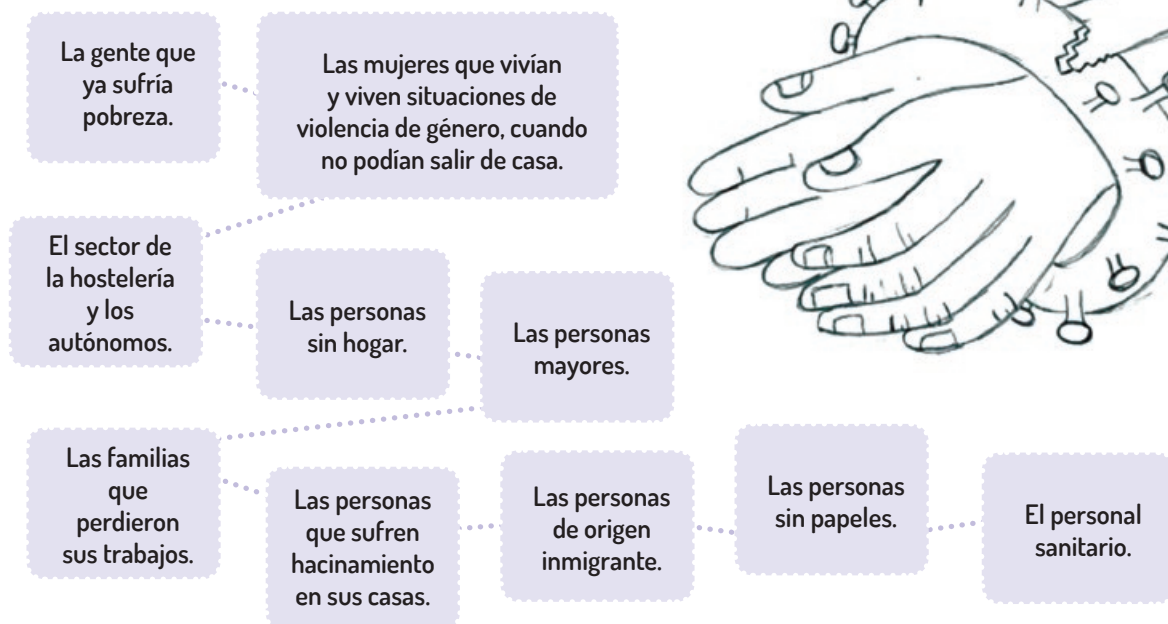 La gente que
ya sufría
pobreza.
Las mujeres que vivían
y viven situaciones de
violencia de género, cuando
no podían salir de casa.
El sector de
la hostelería
y los
autónomos.
Las personas
sin hogar.
Las personas
mayores.
Las familias
que
perdieron
sus trabajos.
Las personas
que sufren
hacinamiento
en sus casas.
Las personas
de origen
inmigrante.
Las personas
sin papeles.
El personal
sanitario.